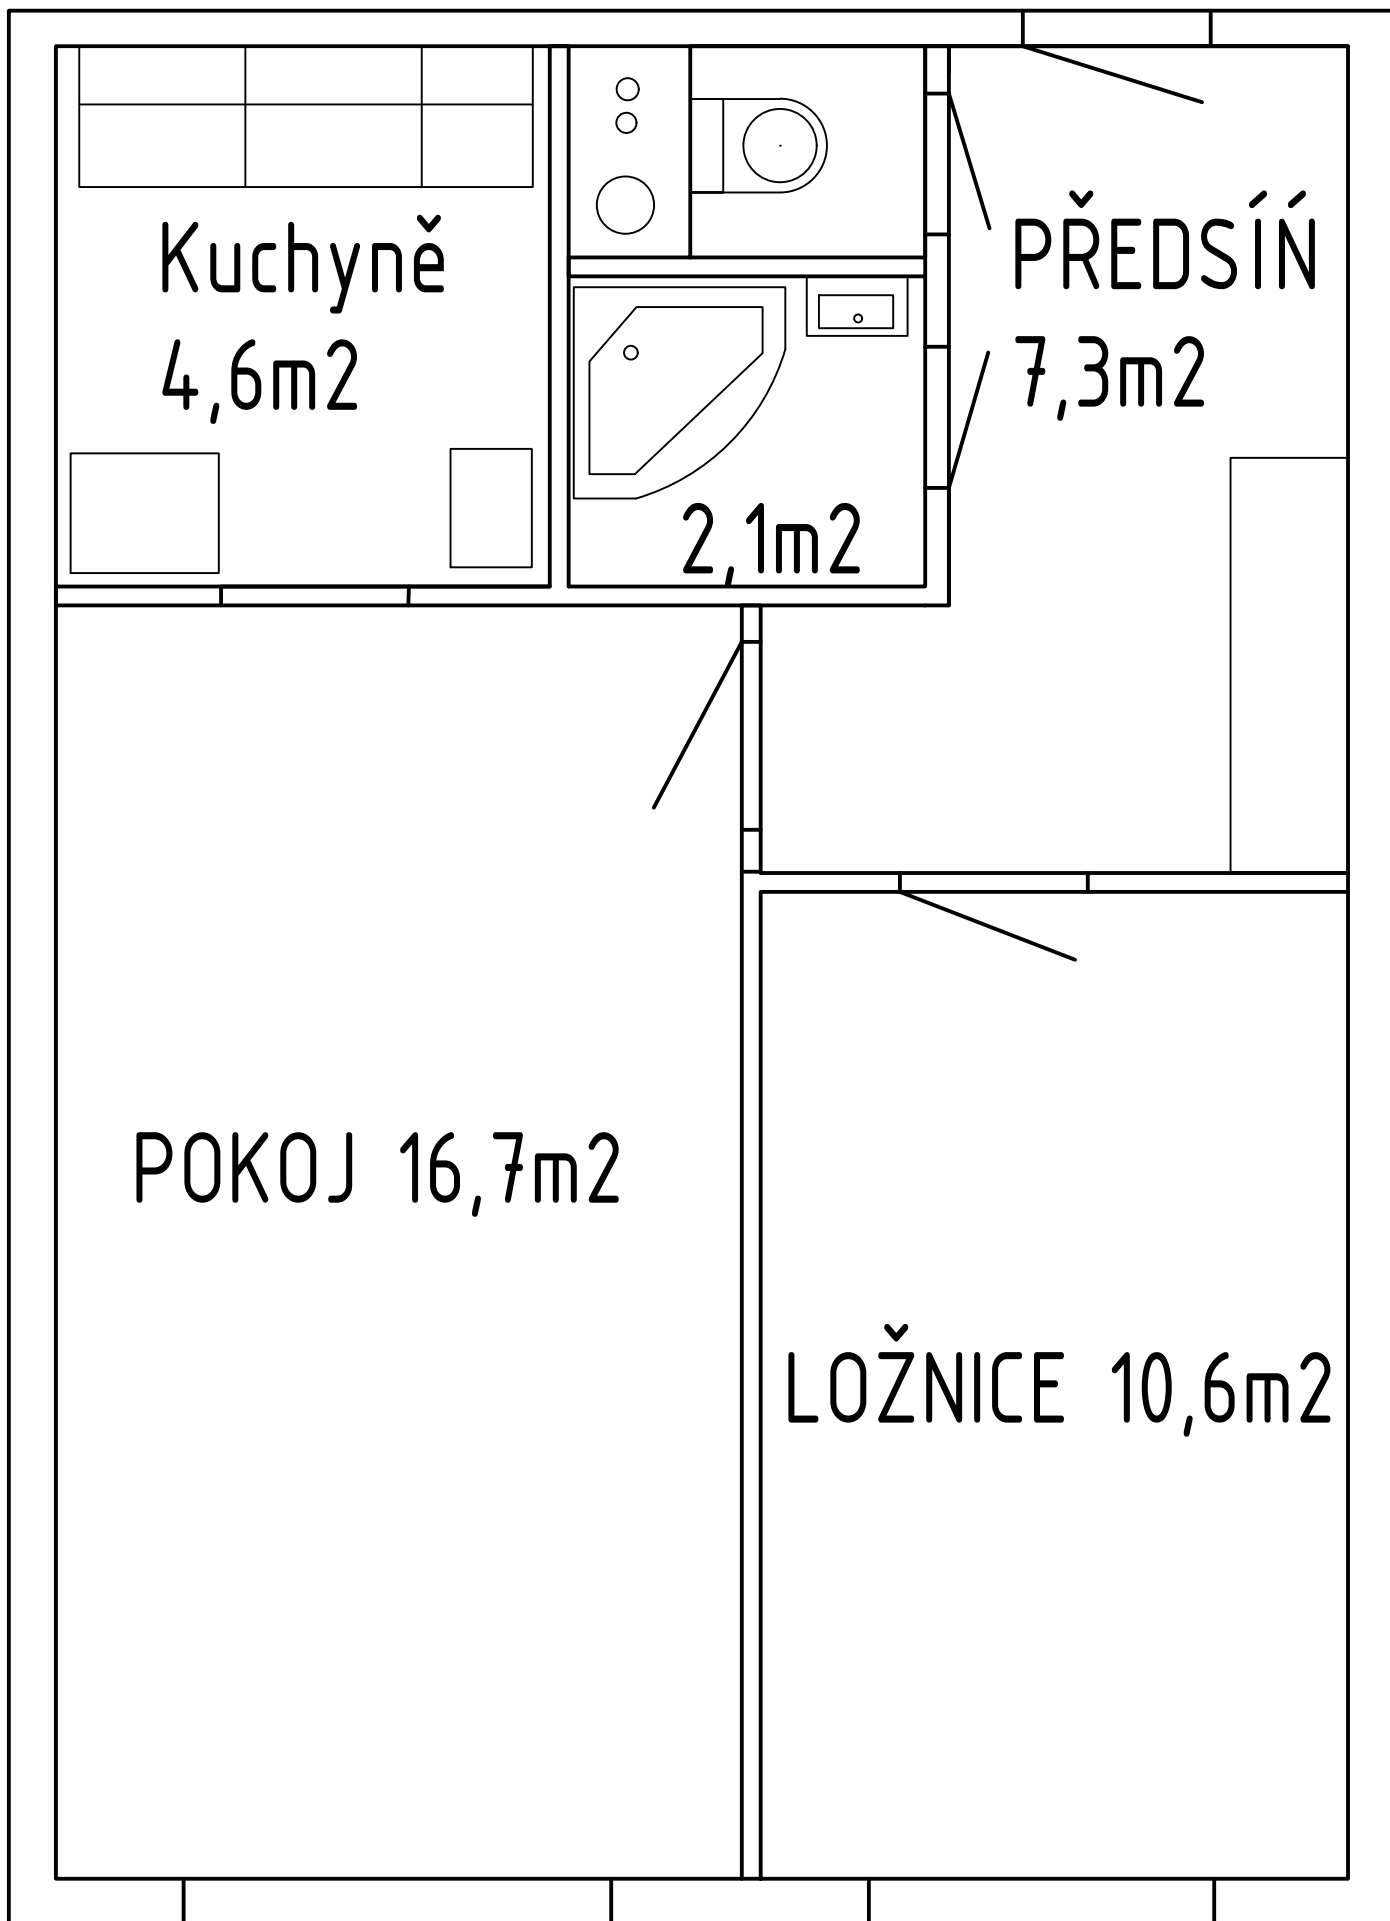 Kuchyně
4,6m2
PŘEDSÍŃ
7,3m2
2,1m2
POKOJ 16,7m2
LOŽNICE 10,6m2